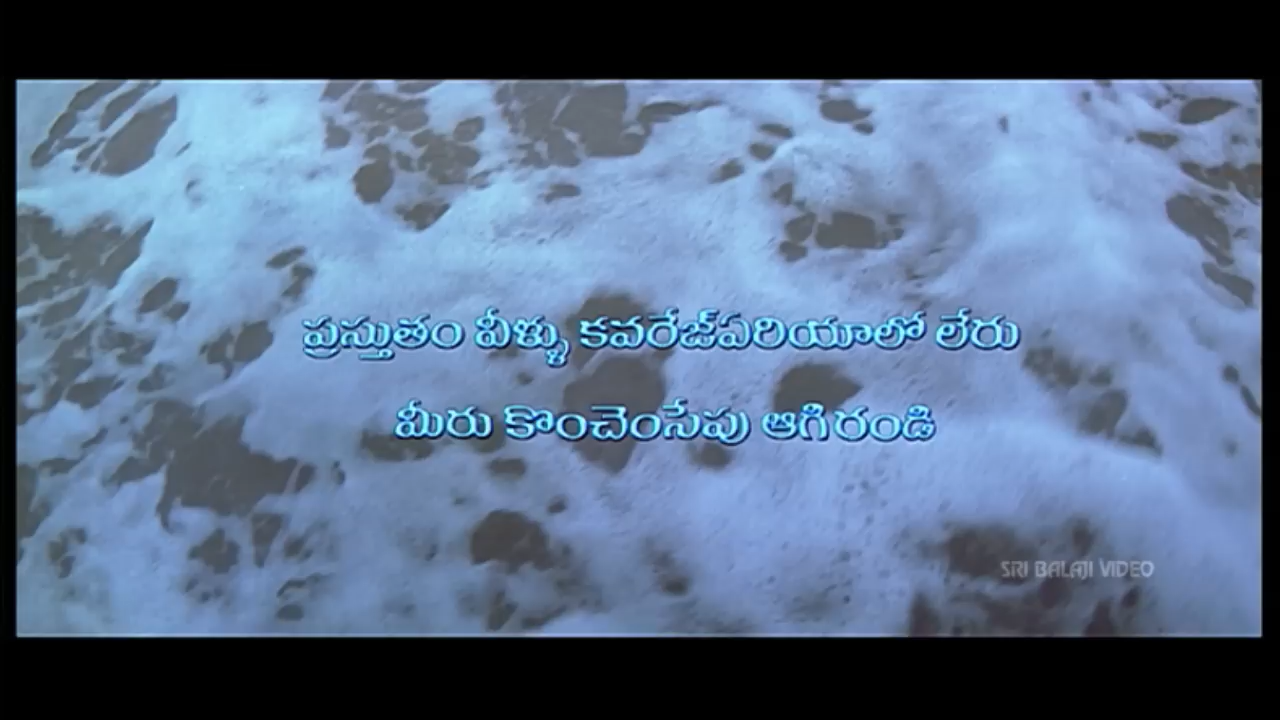 ప్రస్తుతం వీళ్ళు కవరేజ్ఏరియాలో లేరు
మీరు కొంచెంసేపు ఆగి రండి
SRI BALAJI VIDEO